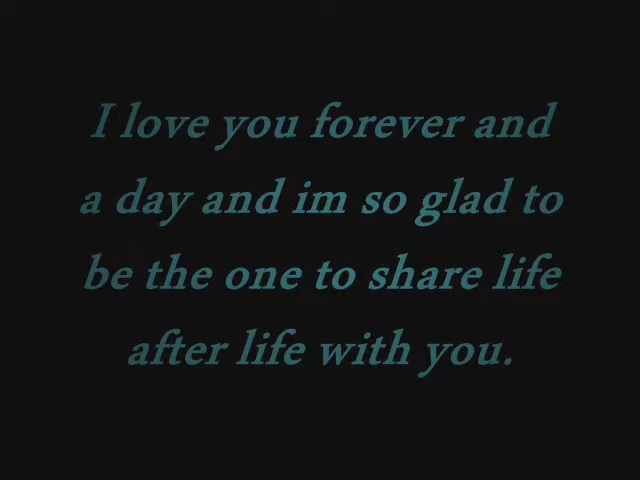 I love you forever and
a day and im so glad to
be the one to share life
after life with you.